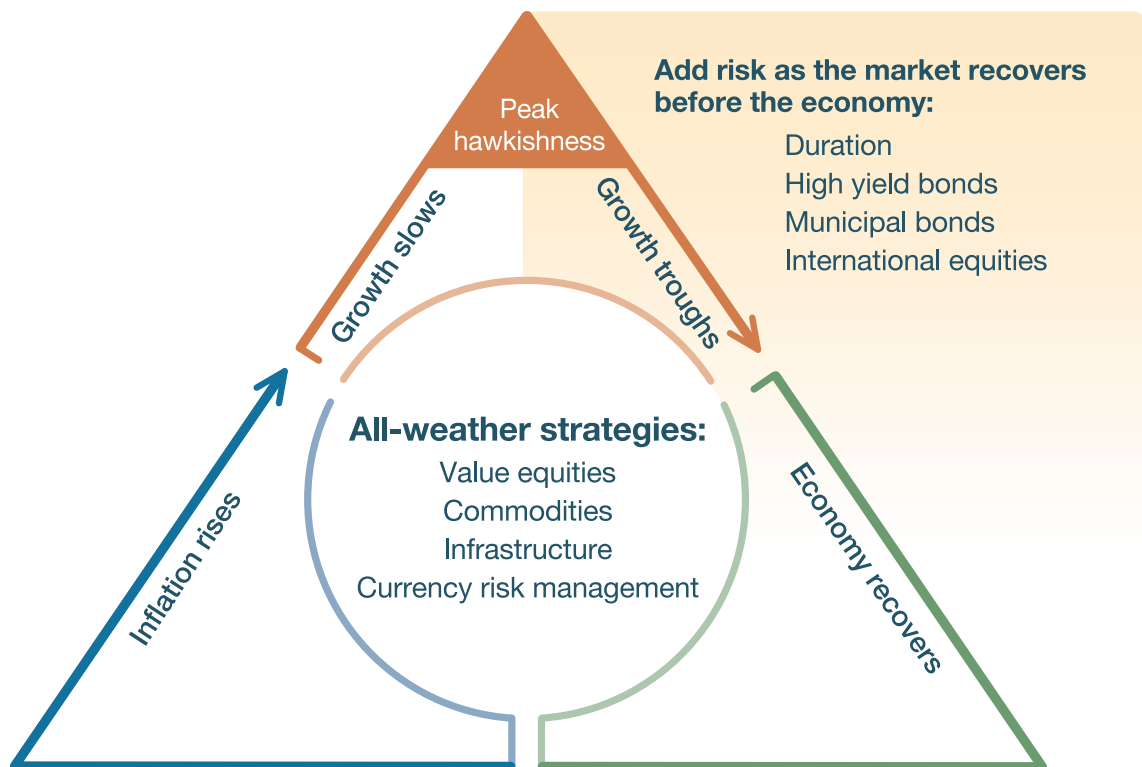 Add risk as the market recovers
before the economy:
Duration
High yield bonds
Municipal bonds
International equities
Peak
hawkishness
Growth slows
Growth troughs
Inflation rises
Economy recovers
All-weather strategies:
Value equities
Commodities
Infrastructure
Currency risk management